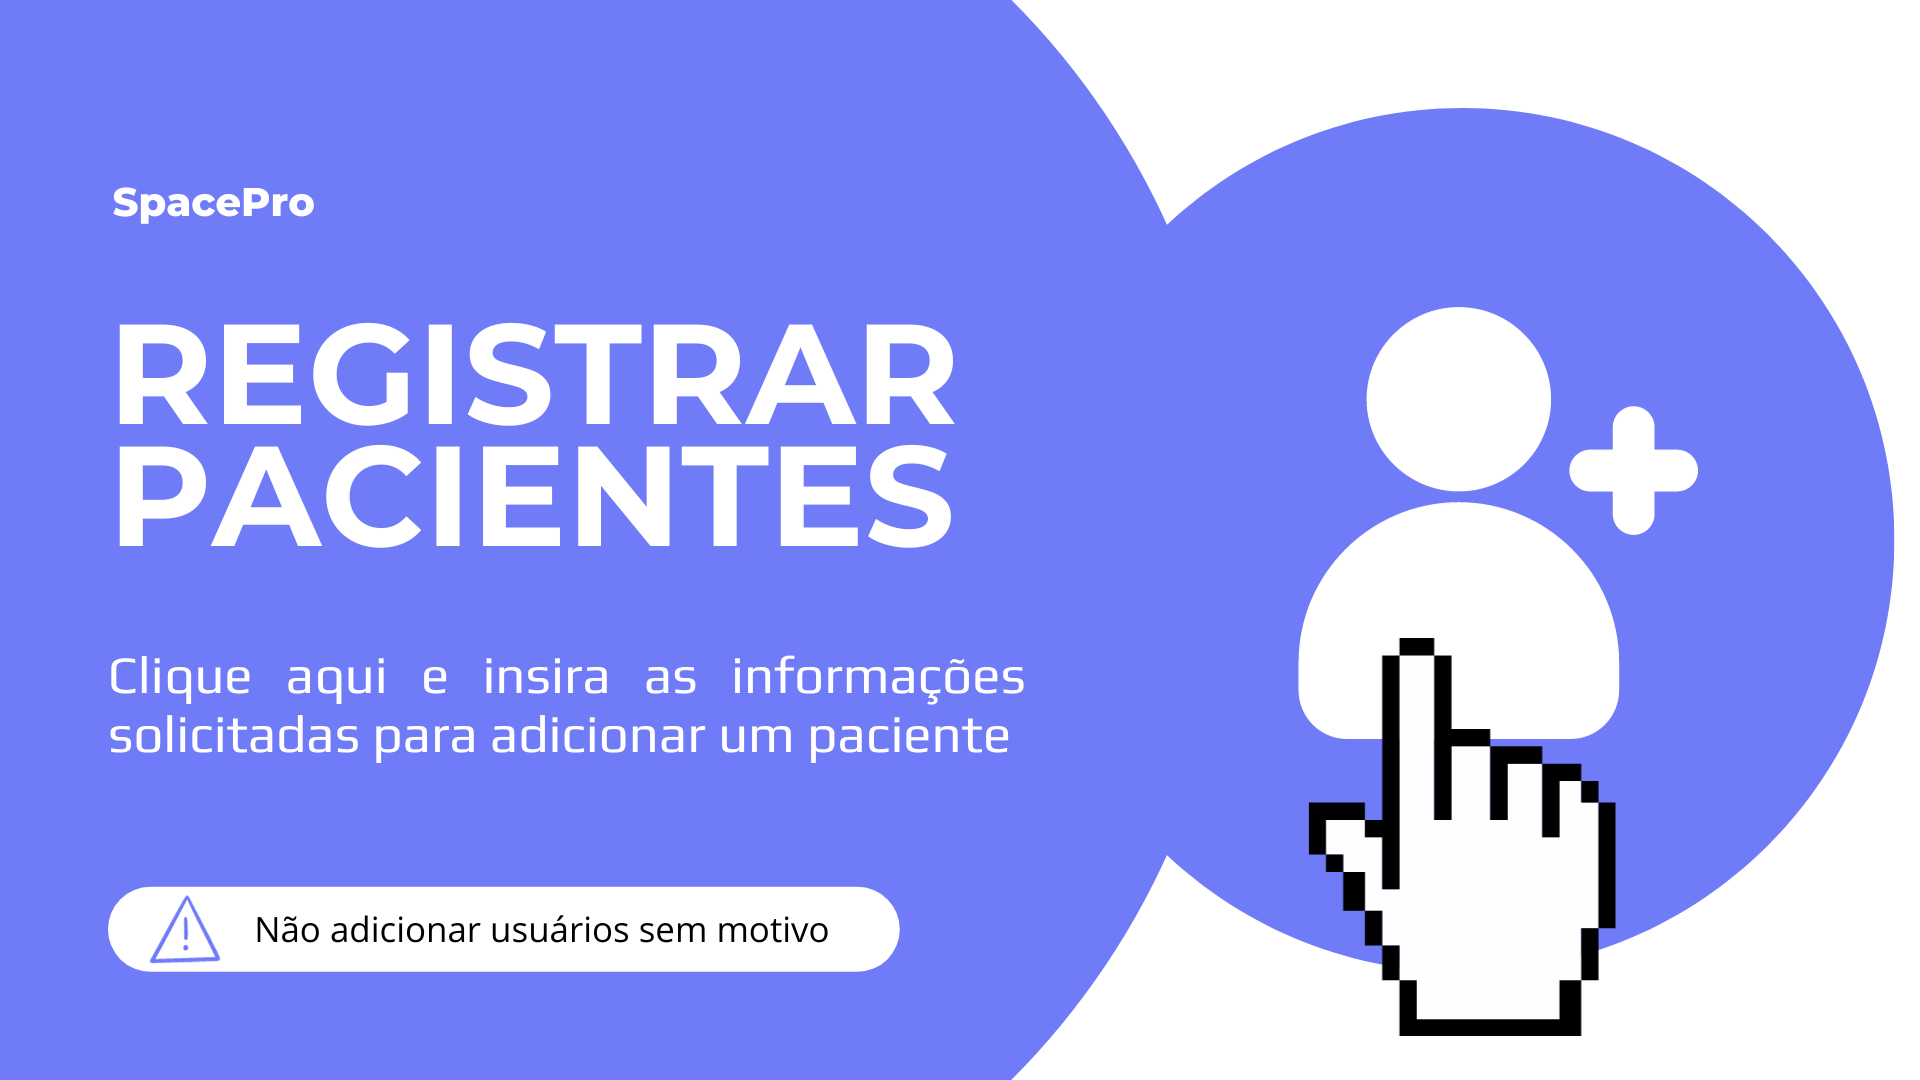 SpacePro
REGISTRAR
PACIENTES
Clique aqui e insira as informações
solicitadas para adicionar um paciente
Não adicionar usuários sem motivo